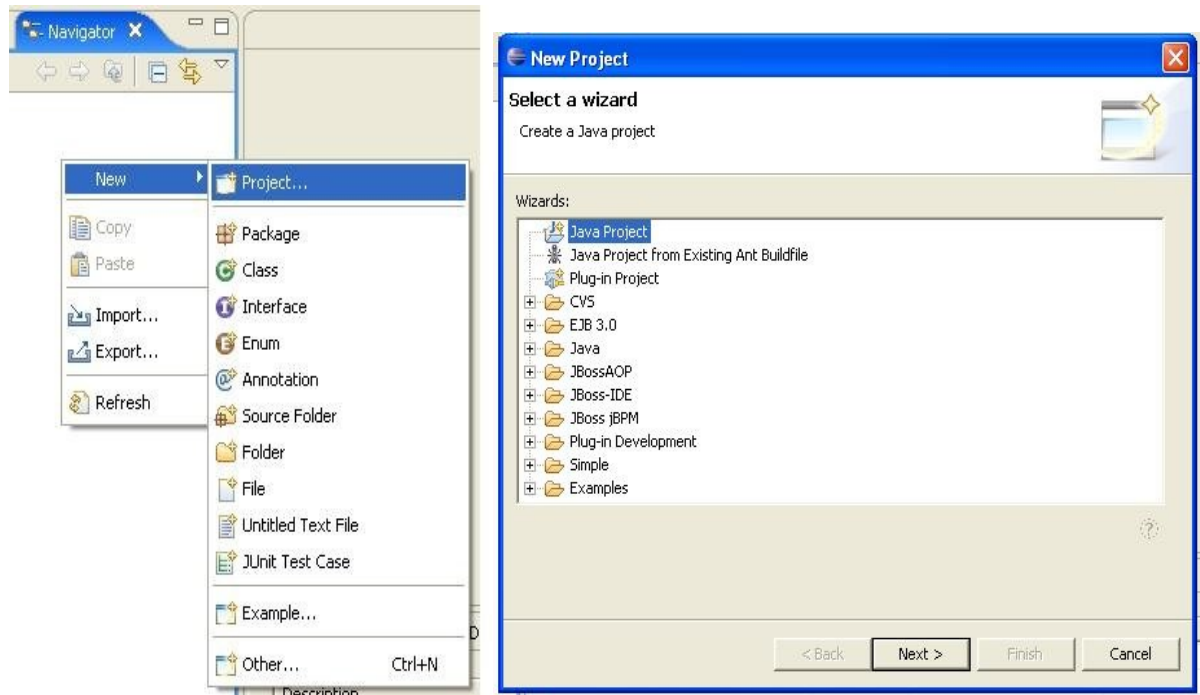 Navigator
New
Copy
Paste
Import...
Export...
Refresh
Project...
Package
Class
Interface
Enum
Annotation
Source Folder
Folder
File
Untitled Text File
JUnit Test Case
Example...
Other... Ctrl+N
Description
New Project
Select a wizard
Create a Java project
Wizards:
Java Project
Java Project from Existing Ant Buildfile
Plug-in Project
CVS
EJB 3.0
Java
JBossAOP
JBoss-IDE
JBoss jBPM
Plug-in Development
Simple
Examples
< Back Next > Finish Cancel